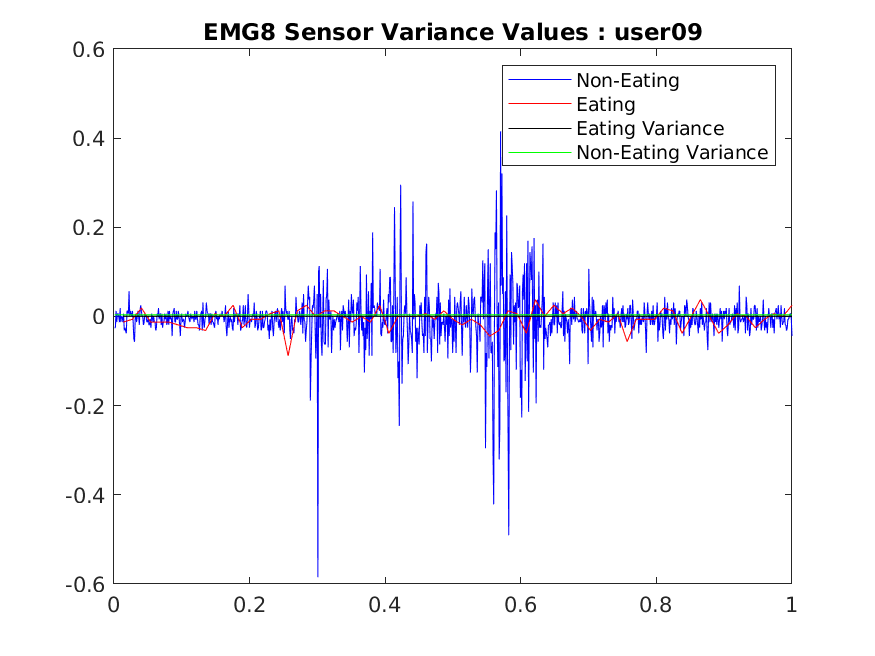 EMG8 Sensor Variance Values : user09
0.6
Non-Eating
Eating
0.4
Eating Variance
Non-Eating Variance
0.2
0
-0.2
-0.4
-0.6
0 0.2 0.4 0.6 0.8 1